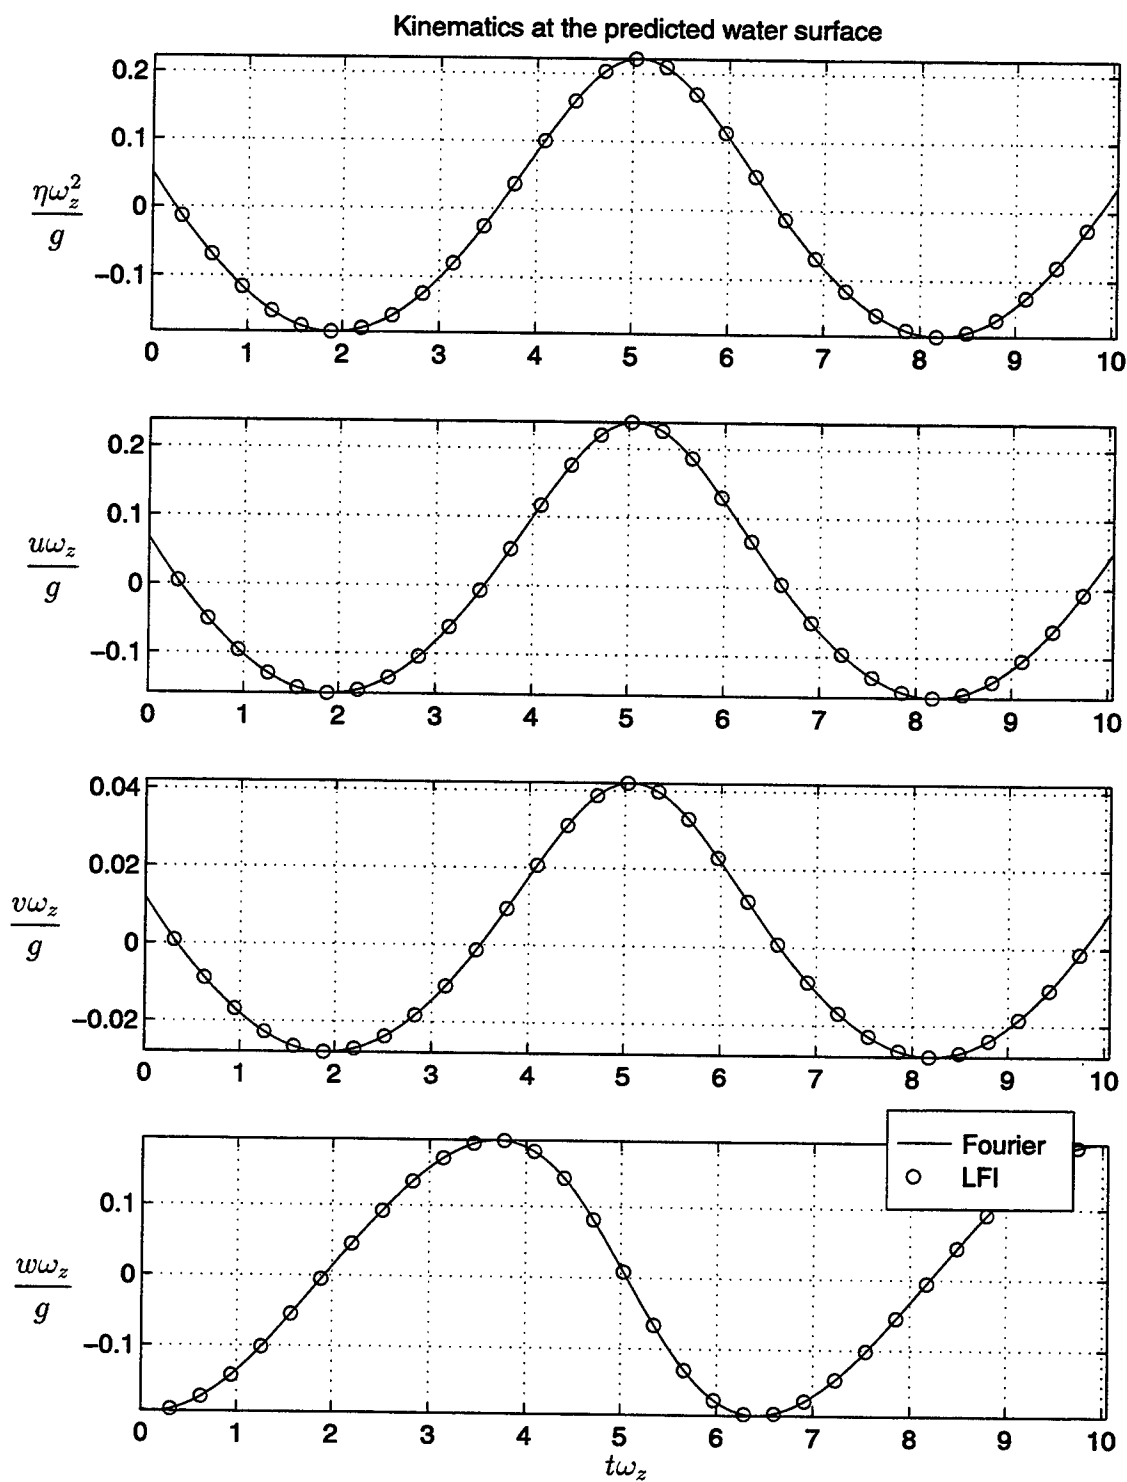 Kinematics at the predicted water surface
0.2
0.1
0
−0.1
ηω_z^2
g
0 1 2 3 4 5 6 7 8 9 10
0.2
0.1
0
−0.1
uω_z
g
0 1 2 3 4 5 6 7 8 9 10
0.04
0.02
0
−0.02
vω_z
g
0 1 2 3 4 5 6 7 8 9 10
Fourier
LFI
0.1
0
−0.1
wω_z
g
0 1 2 3 4 5 6 7 8 9 10
tω_z